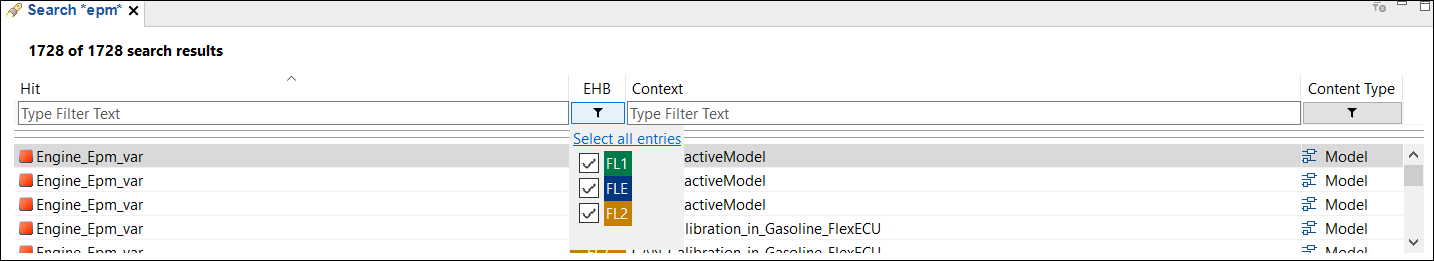 Search *epm*
1728 of 1728 search results
Hit EHB Context Content Type
Type Filter Text Type Filter Text
Select all entries
Engine_Epm_var FL1 activeModel Model
Engine_Epm_var FLE activeModel Model
Engine_Epm_var FL2 activeModel Model
Engine_Epm_var libration_in_Gasoline_FlexECU Model
Engine_Epm_var libration_in_Gasoline_FlexECU Model